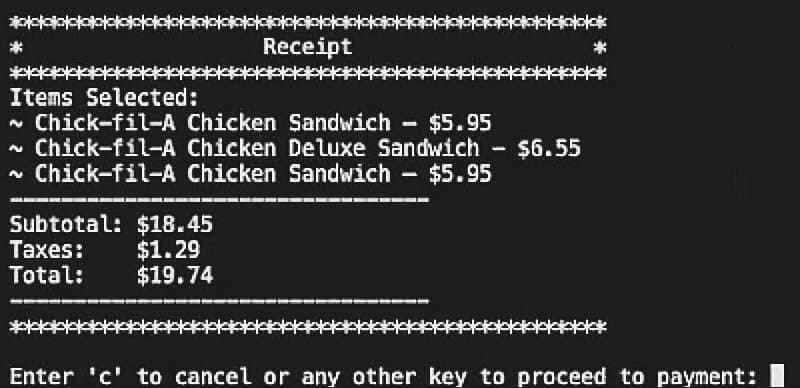 ***********************************************
*                   Receipt                   *
***********************************************
Items Selected:
~ Chick-fil-A Chicken Sandwich - $5.95
~ Chick-fil-A Chicken Deluxe Sandwich - $6.55
~ Chick-fil-A Chicken Sandwich - $5.95
---------------------------------
Subtotal: $18.45
Taxes:    $1.29
Total:    $19.74
---------------------------------
***********************************************
Enter 'c' to cancel or any other key to proceed to payment: